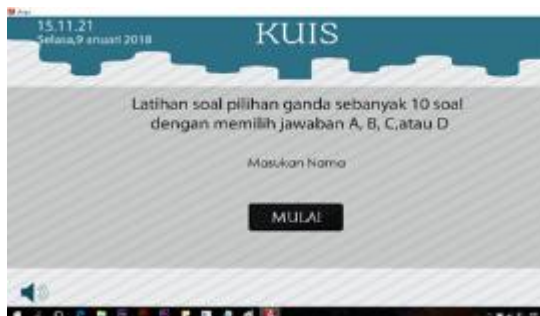 15.11.21
Selasa,9 anuari 2018
KUIS
Latihan soal pilihan ganda sebanyak 10 soal
dengan memilih jawaban A, B, C,atau D
Masukan Nama
MULAI